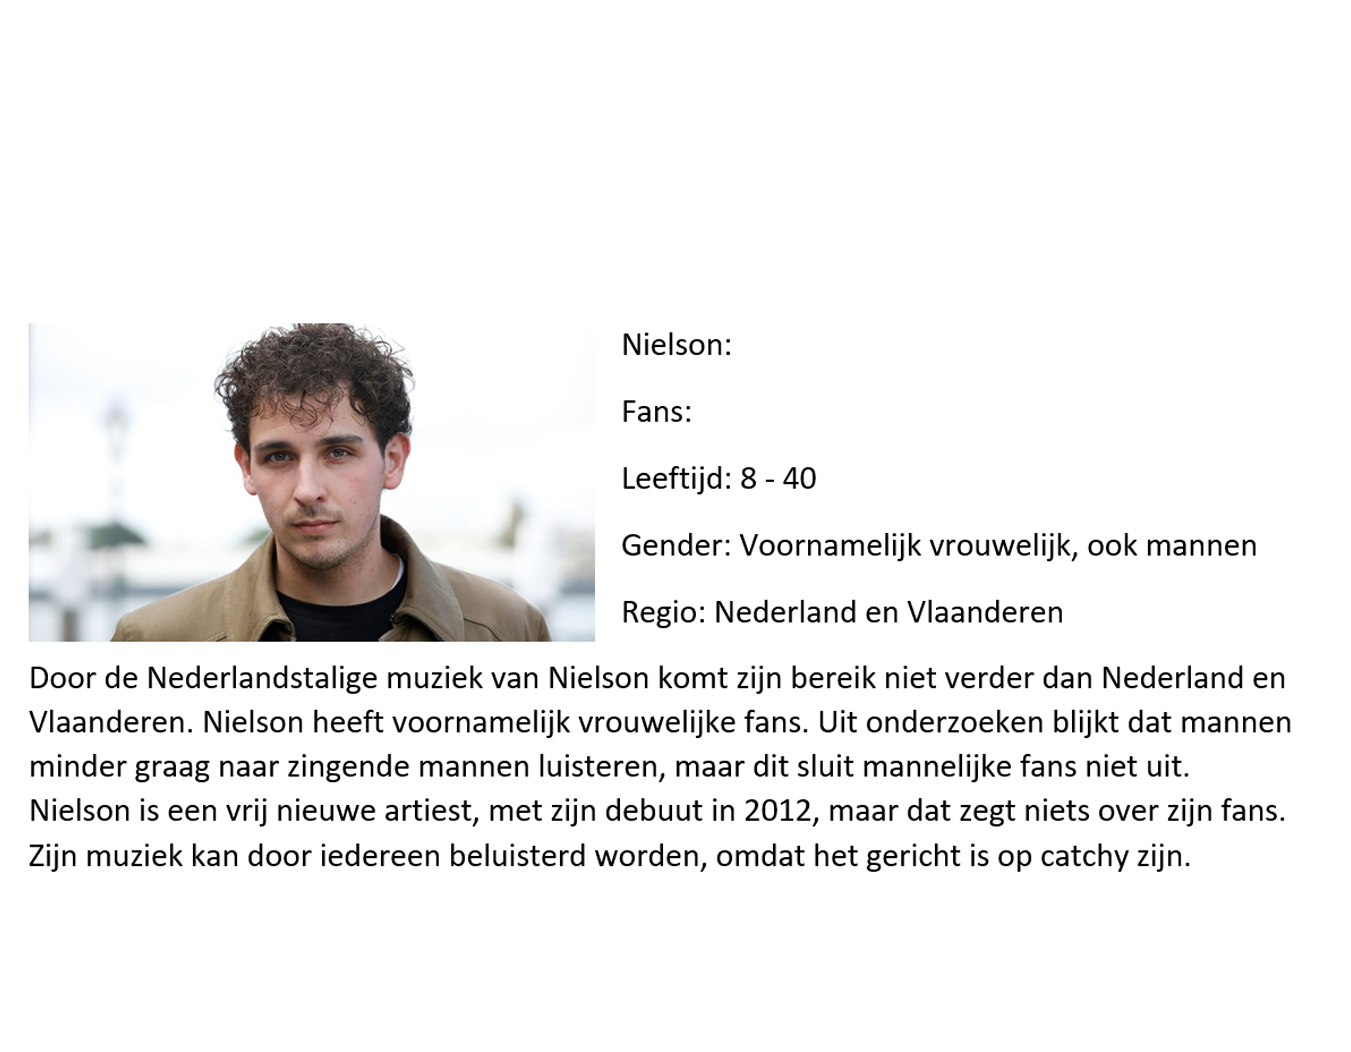 Nielson:
Fans:
Leeftijd: 8 - 40
Gender: Voornamelijk vrouwelijk, ook mannen
Regio: Nederland en Vlaanderen
Door de Nederlandstalige muziek van Nielson komt zijn bereik niet verder dan Nederland en
Vlaanderen. Nielson heeft voornamelijk vrouwelijke fans. Uit onderzoeken blijkt dat mannen
minder graag naar zingende mannen luisteren, maar dit sluit mannelijke fans niet uit.
Nielson is een vrij nieuwe artiest, met zijn debuut in 2012, maar dat zegt niets over zijn fans.
Zijn muziek kan door iedereen beluisterd worden, omdat het gericht is op catchy zijn.